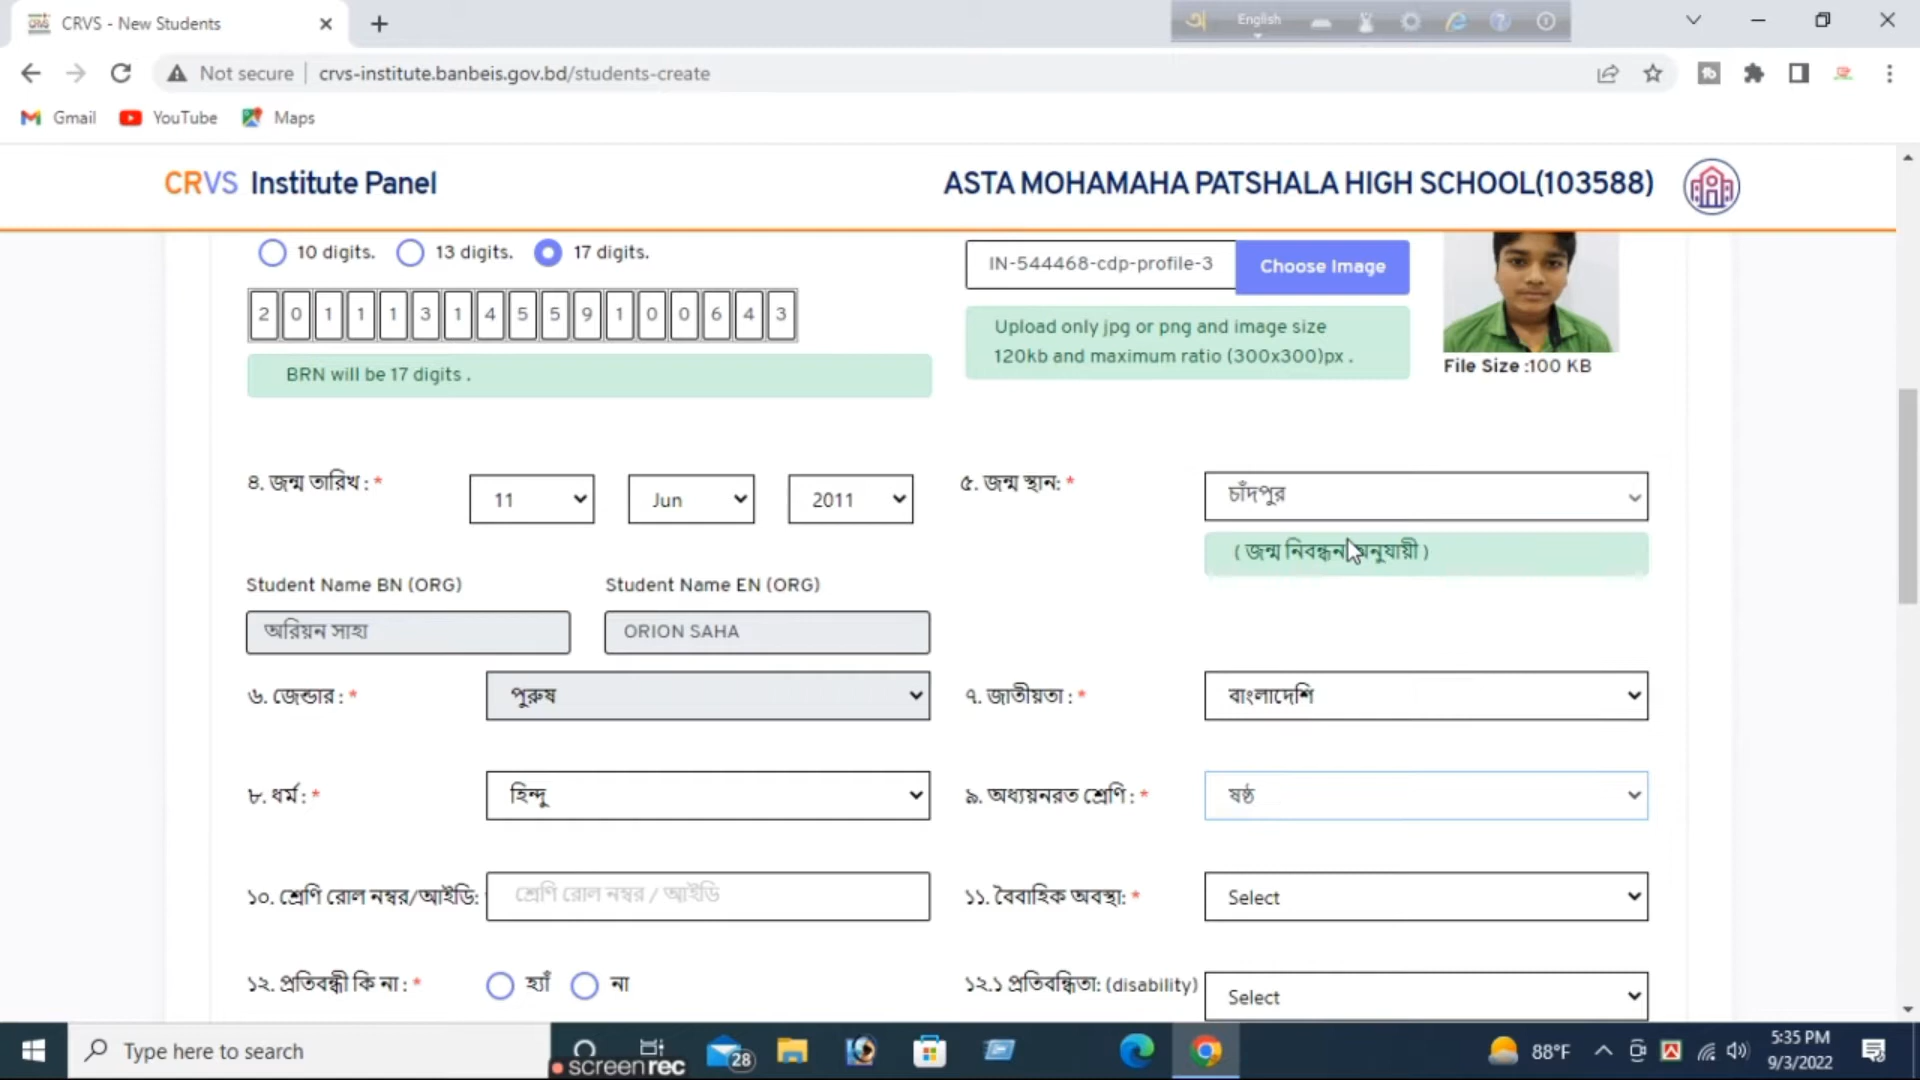 CRVS - New Students
English
Not secure
crvs-institute.banbeis.gov.bd/students-create
Gmail
YouTube
Maps
CRVS Institute Panel
ASTA MOHAMAHA PATSHALA HIGH SCHOOL(103588)
10 digits.
13 digits.
17 digits.
IN-544468-cdp-profile-3
Choose Image
2 0 1 1 1 3 1 4 5 5 9 1 0 0 6 4 3
Upload only jpg or png and image size
120kb and maximum ratio (300x300)px .
File Size :100 KB
BRN will be 17 digits .
৪. জন্ম তারিখ : *
11
Jun
2011
৫. জন্ম স্থান: *
চাঁদপুর
( জন্ম নিবন্ধন অনুযায়ী )
Student Name BN (ORG)
Student Name EN (ORG)
অরিয়ন সাহা
ORION SAHA
৬. জেন্ডার : *
পুরুষ
৭. জাতীয়তা : *
বাংলাদেশি
৮. ধর্ম : *
হিন্দু
৯. অধ্যয়নরত শ্রেণি : *
ষষ্ঠ
১০. শ্রেণি রোল নম্বর/আইডি:
শ্রেণি রোল নম্বর / আইডি
১১. বৈবাহিক অবস্থা: *
Select
১২. প্রতিবন্ধী কি না : *
হ্যাঁ
না
১২.১ প্রতিবন্ধিতা: (disability)
Select
Type here to search
screenrec
28
88°F
5:35 PM
9/3/2022